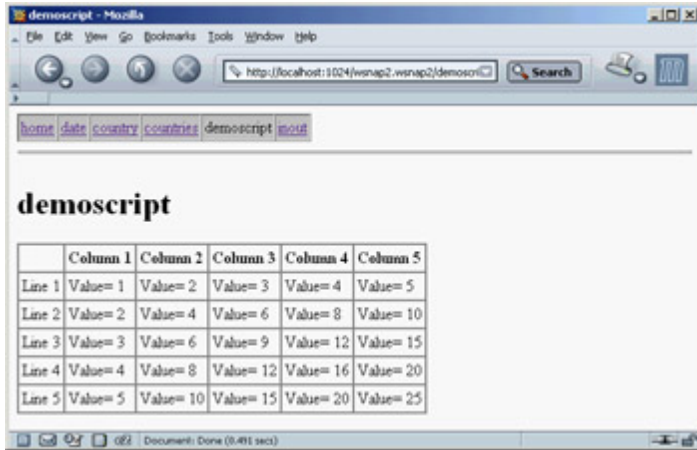 demoscript - Mozilla
File Edit View Go Bookmarks Tools Window Help
http://localhost:1024/wsnap2.wsnap2/demoscri Search
home date country countries demoscript inout
demoscript
Column 1 Column 2 Column 3 Column 4 Column 5
Line 1 Value= 1 Value= 2 Value= 3 Value= 4 Value= 5
Line 2 Value= 2 Value= 4 Value= 6 Value= 8 Value= 10
Line 3 Value= 3 Value= 6 Value= 9 Value= 12 Value= 15
Line 4 Value= 4 Value= 8 Value= 12 Value= 16 Value= 20
Line 5 Value= 5 Value= 10 Value= 15 Value= 20 Value= 25
Document: Done (0.491 secs)